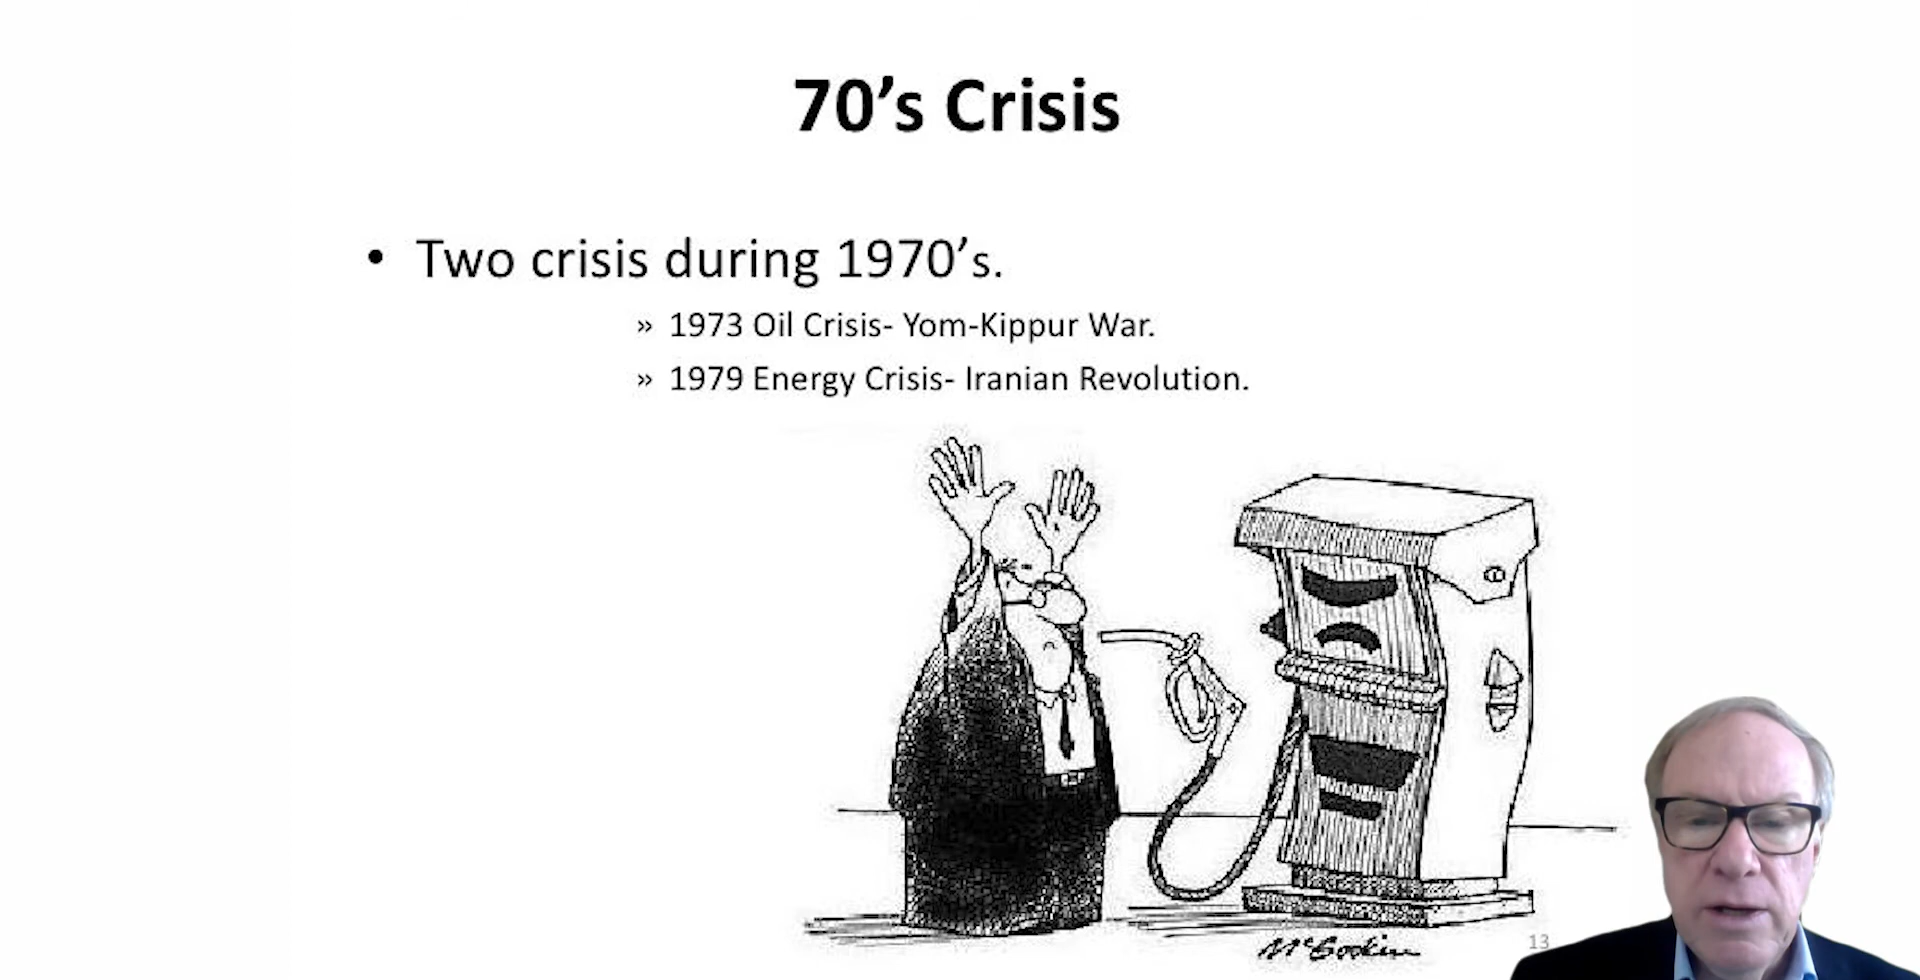 70’s Crisis
• Two crisis during 1970’s.
» 1973 Oil Crisis- Yom-Kippur War.
» 1979 Energy Crisis- Iranian Revolution.
13